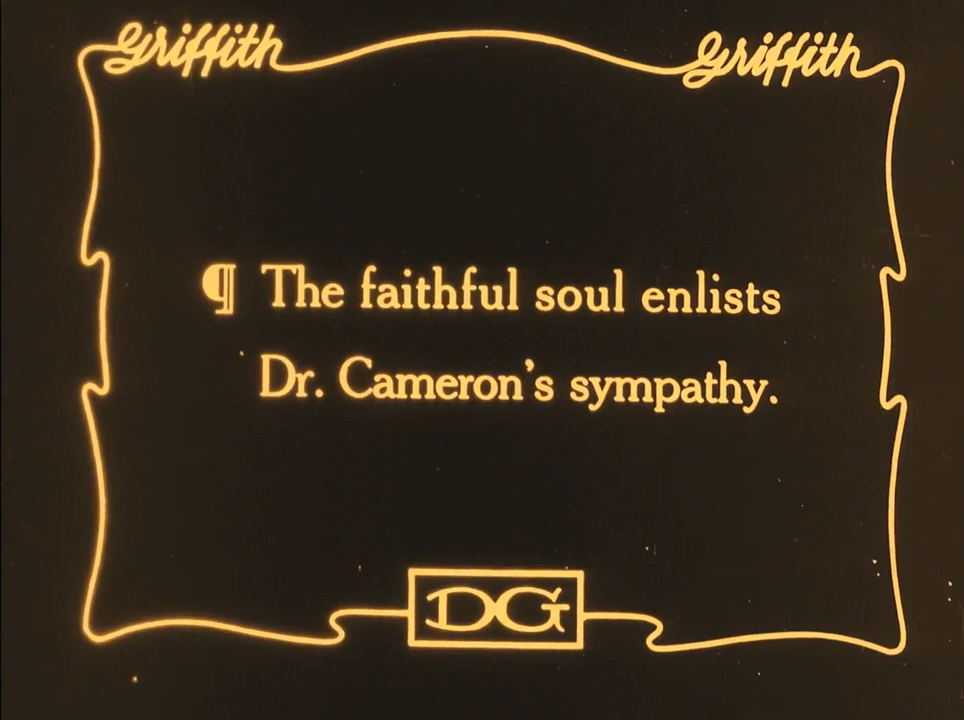 Griffith Griffith
¶ The faithful soul enlists
Dr. Cameron's sympathy.
DG